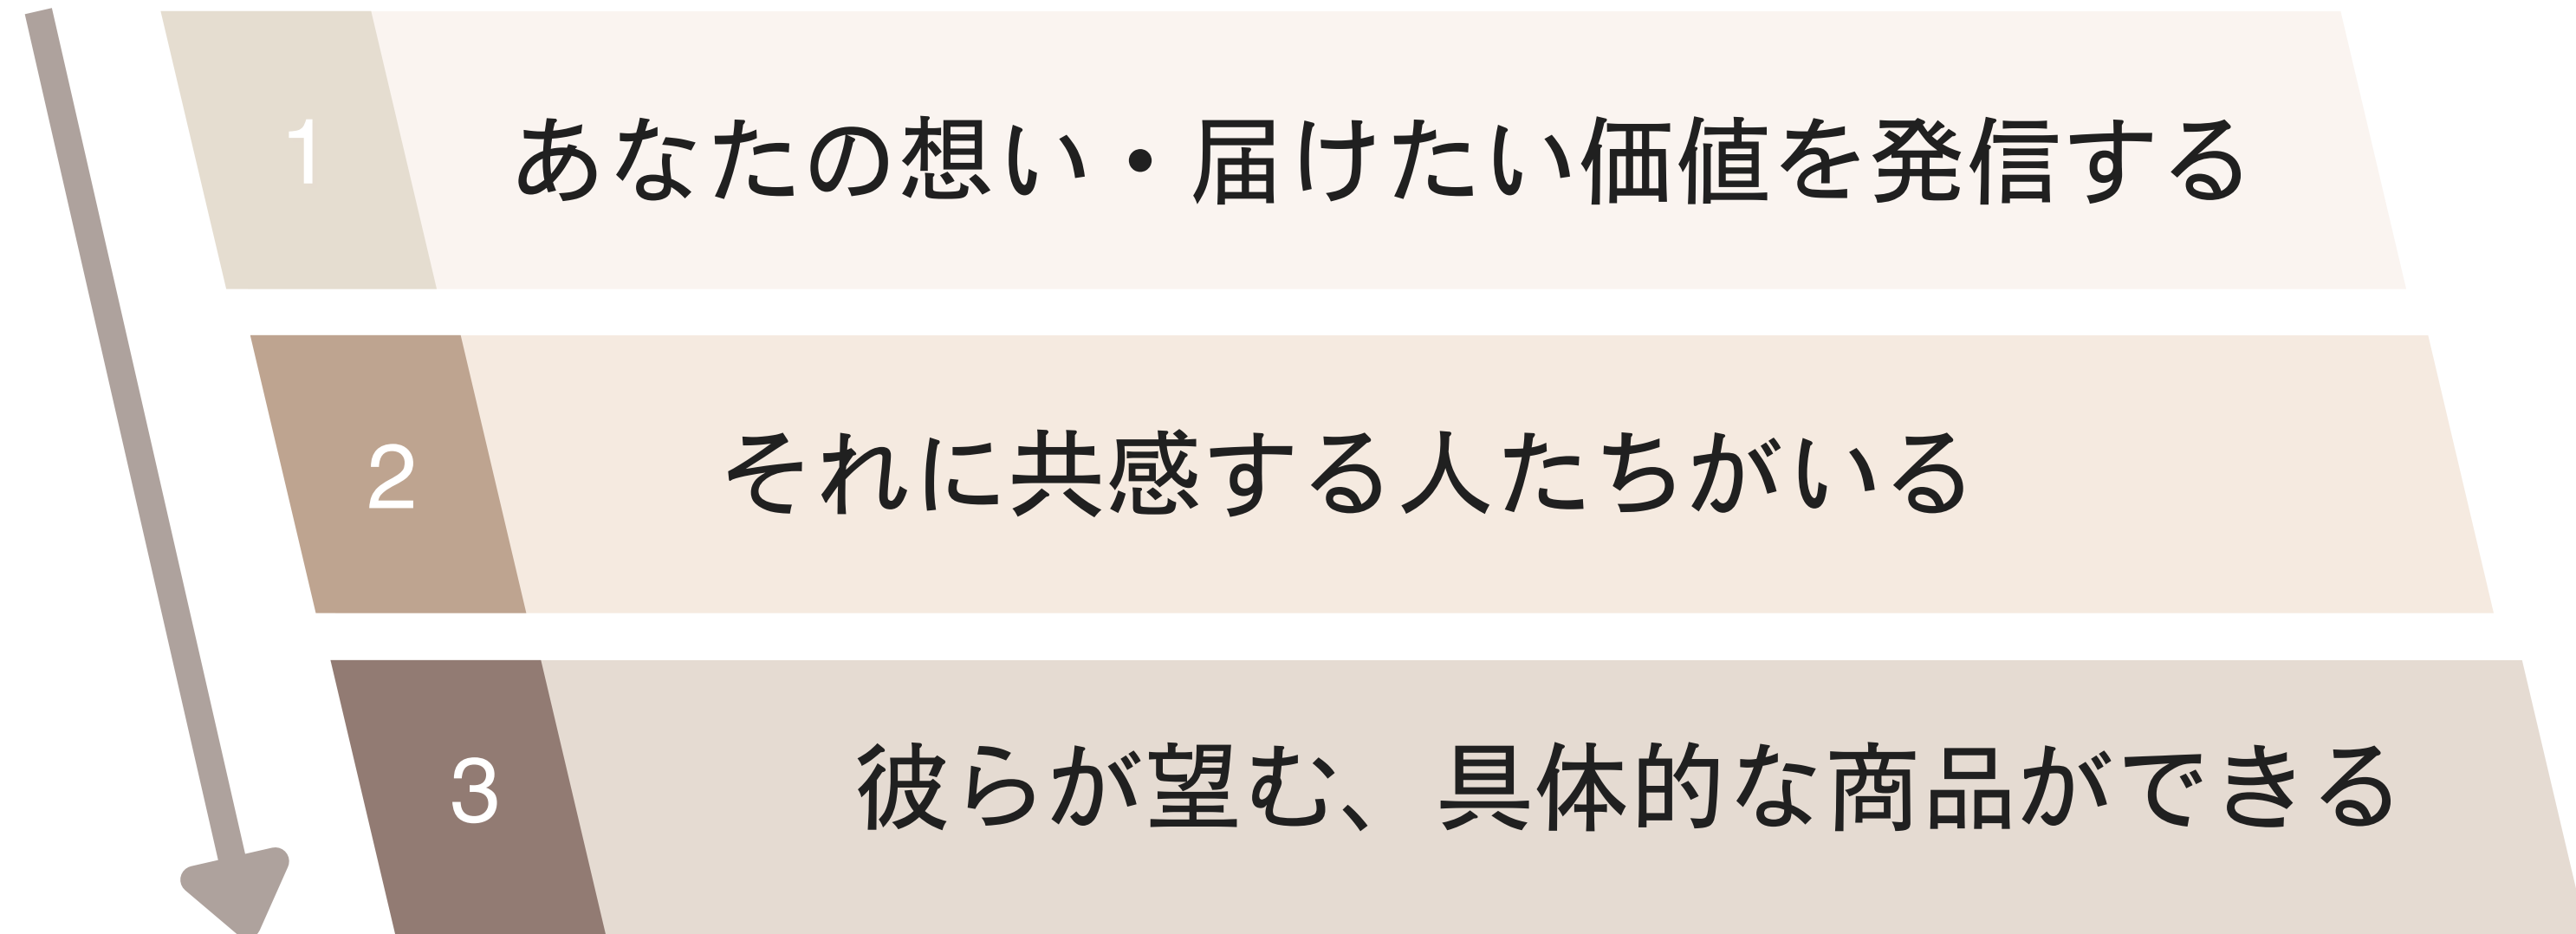 1 あなたの想い・届けたい価値を発信する
2 それに共感する人たちがいる
3 彼らが望む、具体的な商品ができる